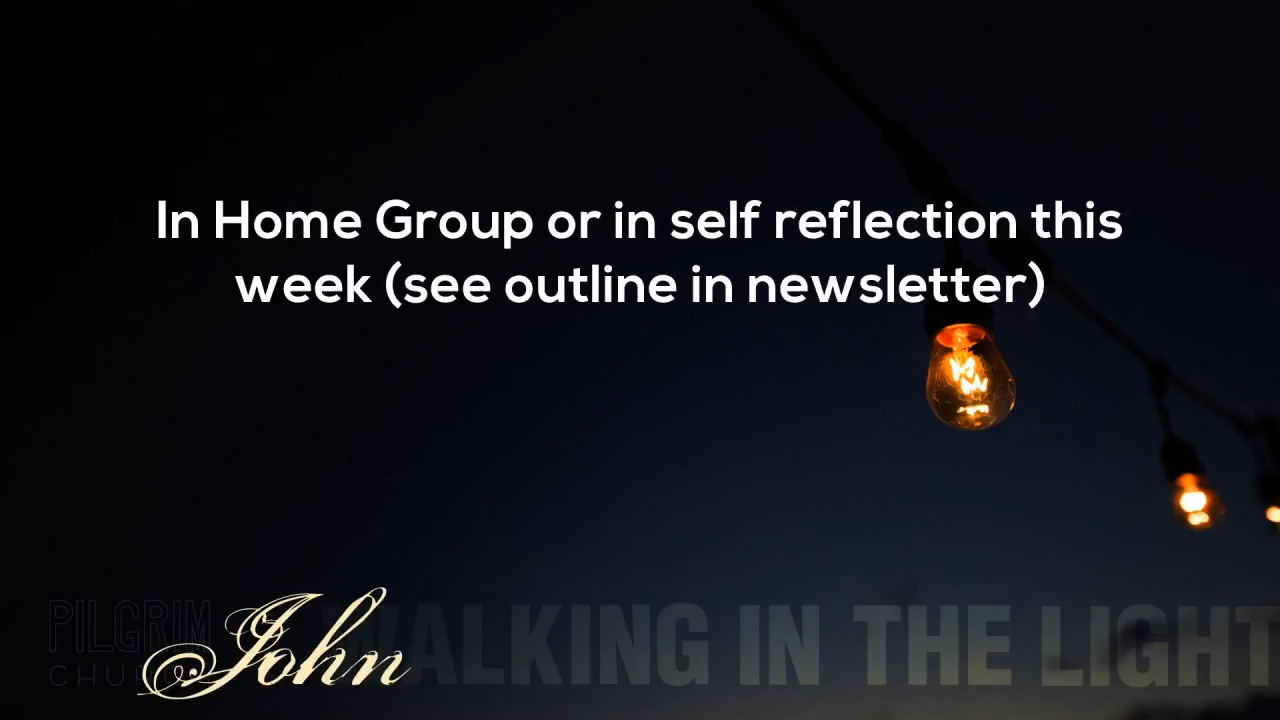 In Home Group or in self reflection this
week (see outline in newsletter)
PILGRIM
CHURCH
John
WALKING IN THE LIGHT